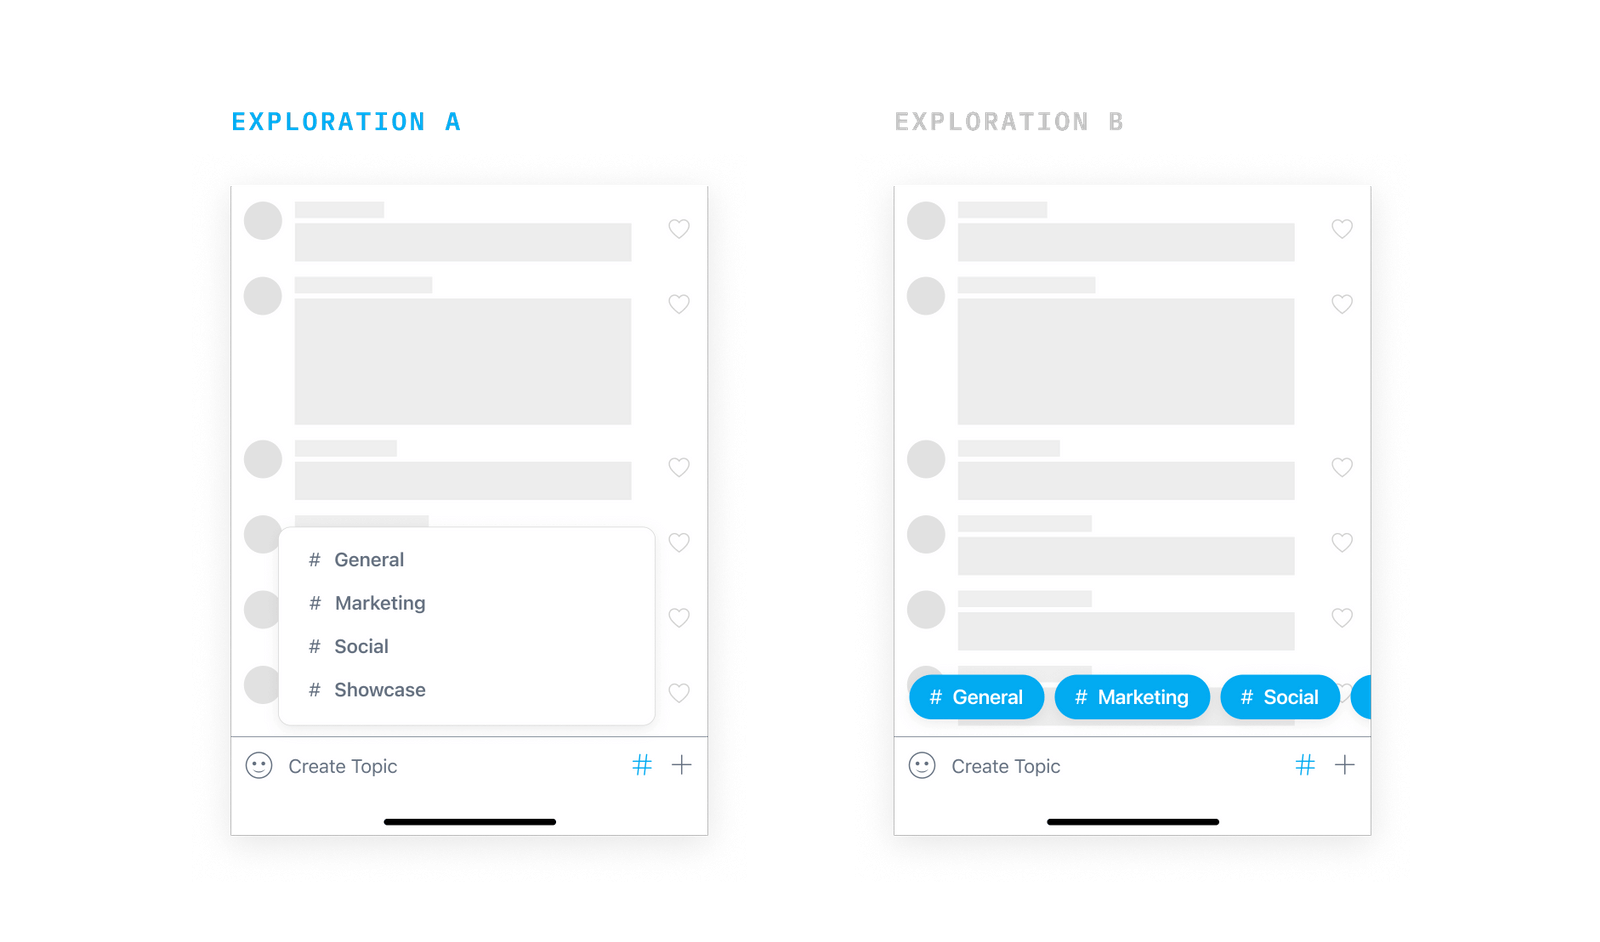 EXPLORATION A
# General
# Marketing
# Social
# Showcase
Create Topic #
EXPLORATION B
# General # Marketing # Social
Create Topic #